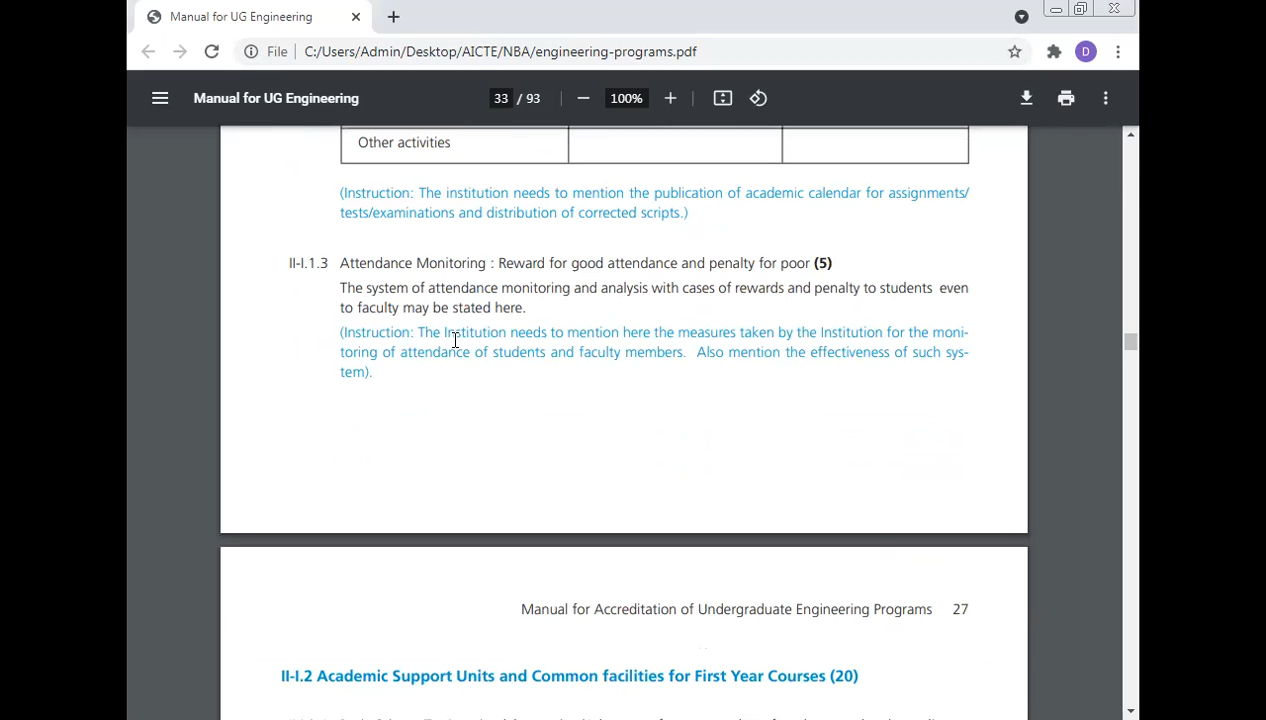 Manual for UG Engineering
File C:/Users/Admin/Desktop/AICTE/NBA/engineering-programs.pdf
D
Manual for UG Engineering
33 / 93
100%
Other activities
(Instruction: The institution needs to mention the publication of academic calendar for assignments/
tests/examinations and distribution of corrected scripts.)
II-I.1.3 Attendance Monitoring : Reward for good attendance and penalty for poor (5)
The system of attendance monitoring and analysis with cases of rewards and penalty to students even
to faculty may be stated here.
(Instruction: The Institution needs to mention here the measures taken by the Institution for the moni-
toring of attendance of students and faculty members. Also mention the effectiveness of such sys-
tem).
Manual for Accreditation of Undergraduate Engineering Programs 27
II-I.2 Academic Support Units and Common facilities for First Year Courses (20)